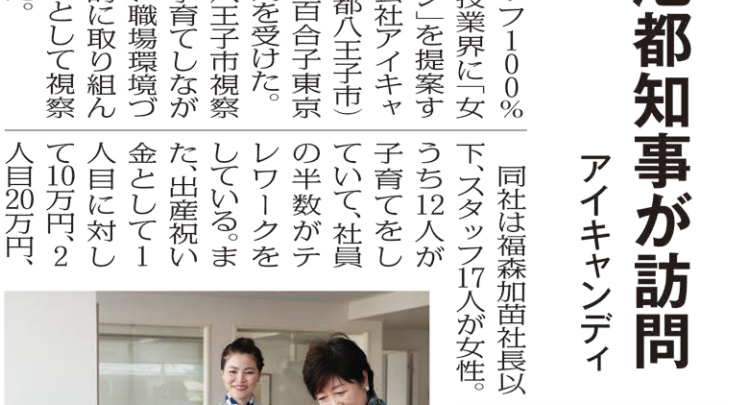 都知事が訪問
アイキャンディ
フ100%
業界に「女
」を提案す
社アイキャ
都八王子市)
百合子東京
を受けた。
王子市視察
育てしなが
職場環境づ
に取り組ん
として視察
。
同社は福森加苗社長以
下、スタッフ17人が女性。
うち12人が
子育てをし
ていて、社員
の半数がテ
レワークを
している。ま
た、出産祝い
金として1
人目に対し
て10万円、2
人目20万円、